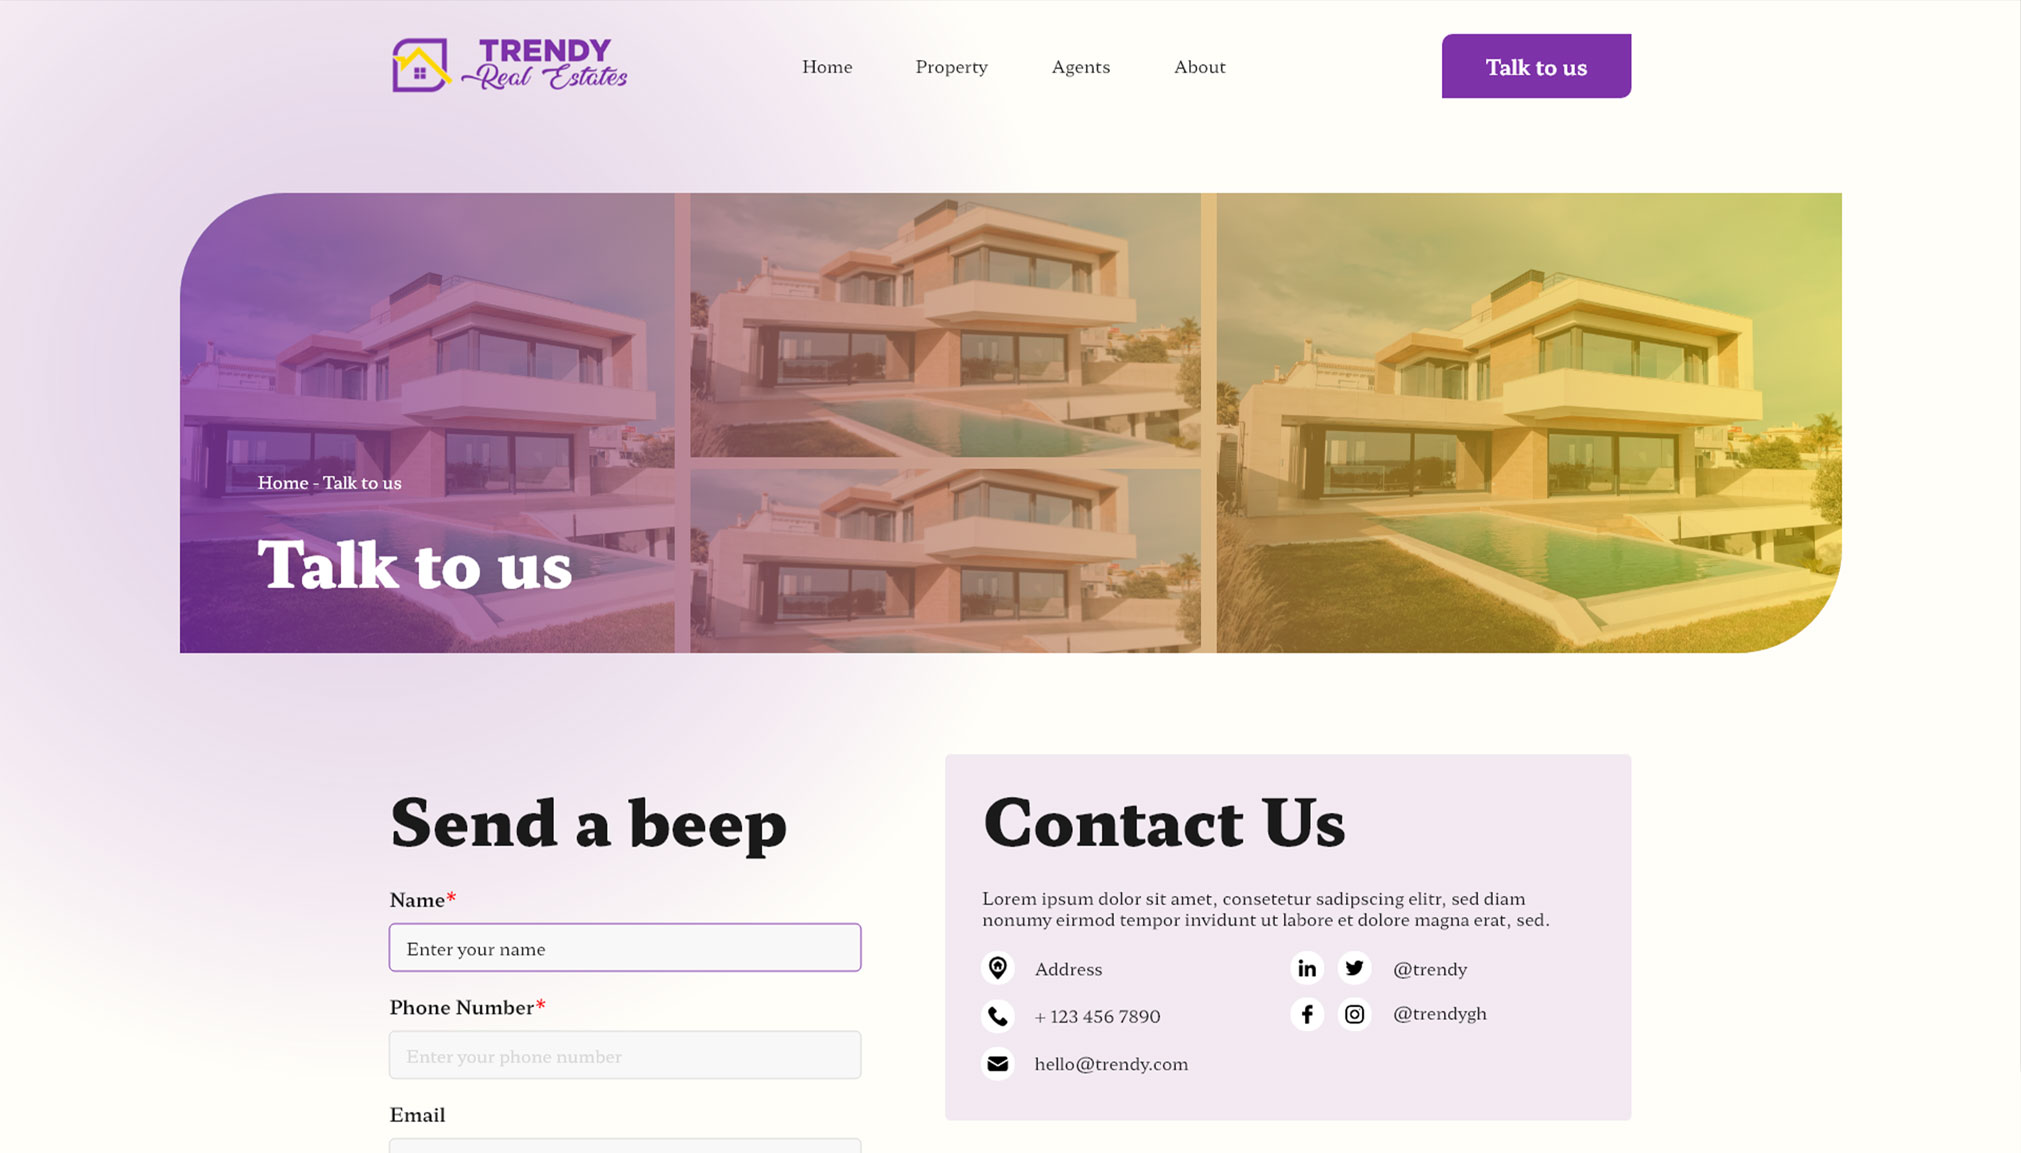 TRENDY
Real Estates
Home
Property
Agents
About
Talk to us
Home - Talk to us
Talk to us
Send a beep
Name*
Enter your name
Phone Number*
Enter your phone number
Email
Contact Us
Lorem ipsum dolor sit amet, consetetur sadipscing elitr, sed diam
nonumy eirmod tempor invidunt ut labore et dolore magna erat, sed.
Address
+ 123 456 7890
hello@trendy.com
in
@trendy
@trendygh